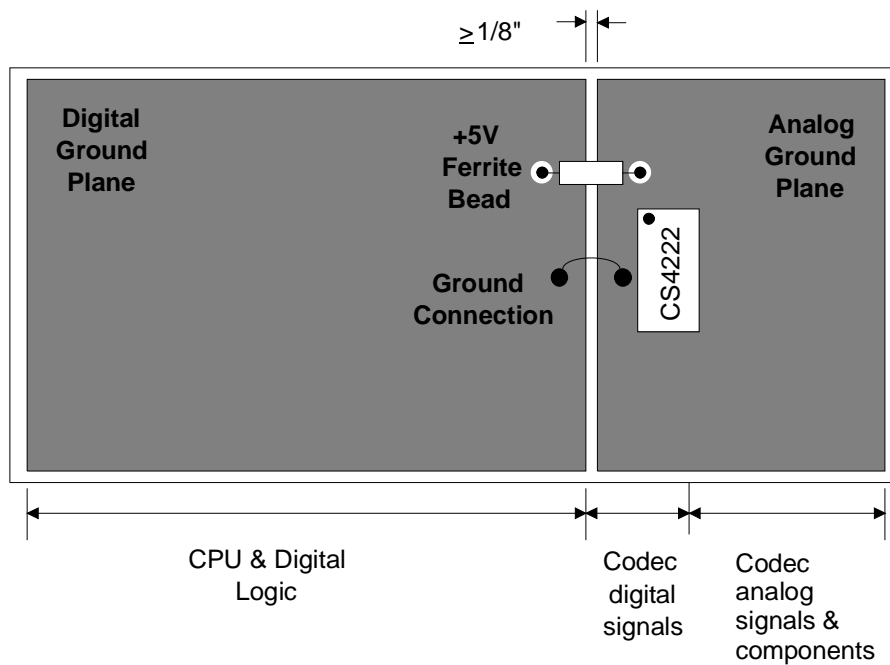 ≥1/8"
Digital
Ground
Plane
+5V
Ferrite
Bead
Analog
Ground
Plane
CS4222
Ground
Connection
CPU & Digital
Logic
Codec
digital
signals
Codec
analog
signals &
components